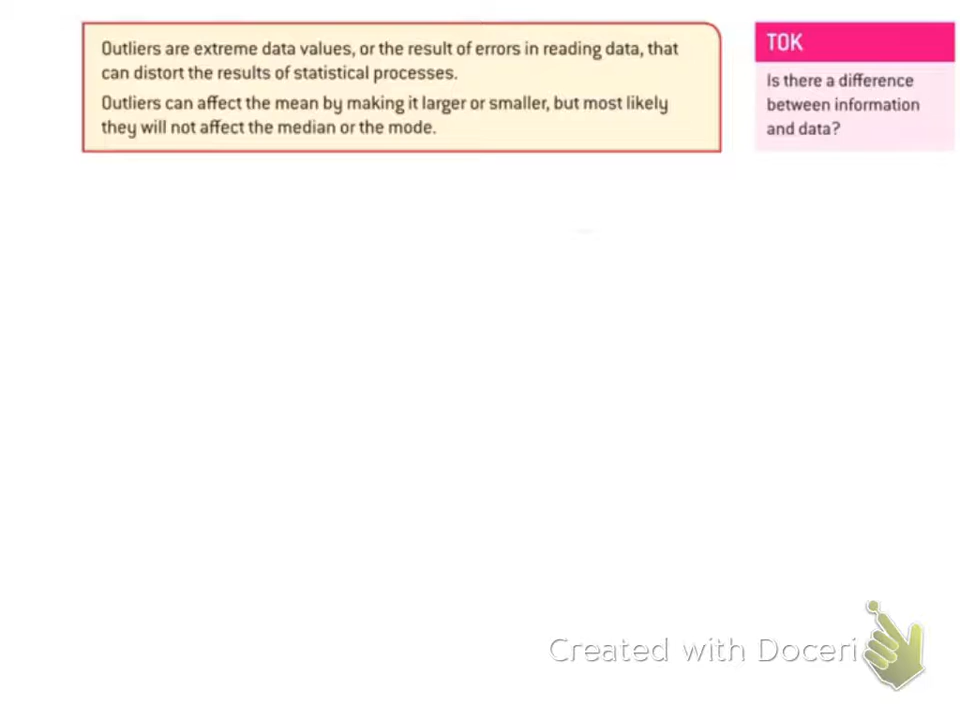 Outliers are extreme data values, or the result of errors in reading data, that
can distort the results of statistical processes.
Outliers can affect the mean by making it larger or smaller, but most likely
they will not affect the median or the mode.
TOK
Is there a difference
between information
and data?
Created with Doceri